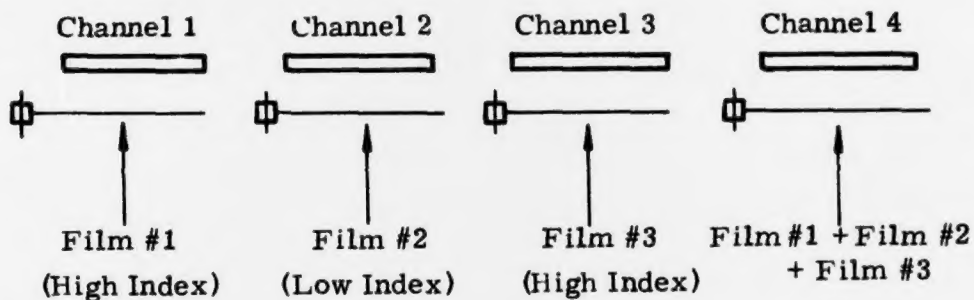 Channel 1 Channel 2 Channel 3 Channel 4
Film #1 Film #2 Film #3 Film #1 + Film #2
(High Index) (Low Index) (High Index) + Film #3